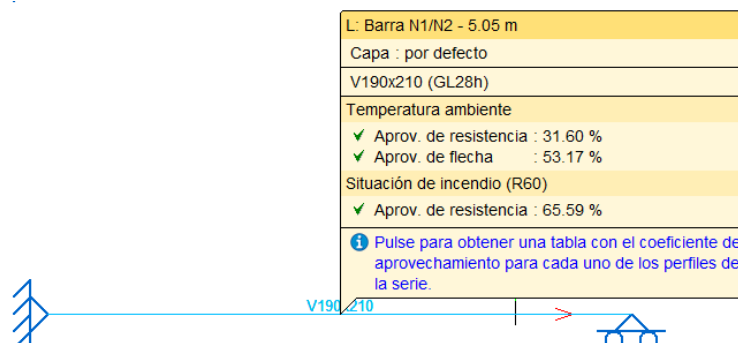 L: Barra N1/N2 - 5.05 m
Capa : por defecto
V190x210 (GL28h)
Temperatura ambiente
✓ Aprov. de resistencia : 31.60 %
✓ Aprov. de flecha : 53.17 %
Situación de incendio (R60)
✓ Aprov. de resistencia : 65.59 %
Pulse para obtener una tabla con el coeficiente de
aprovechamiento para cada uno de los perfiles de
la serie.
V190x210